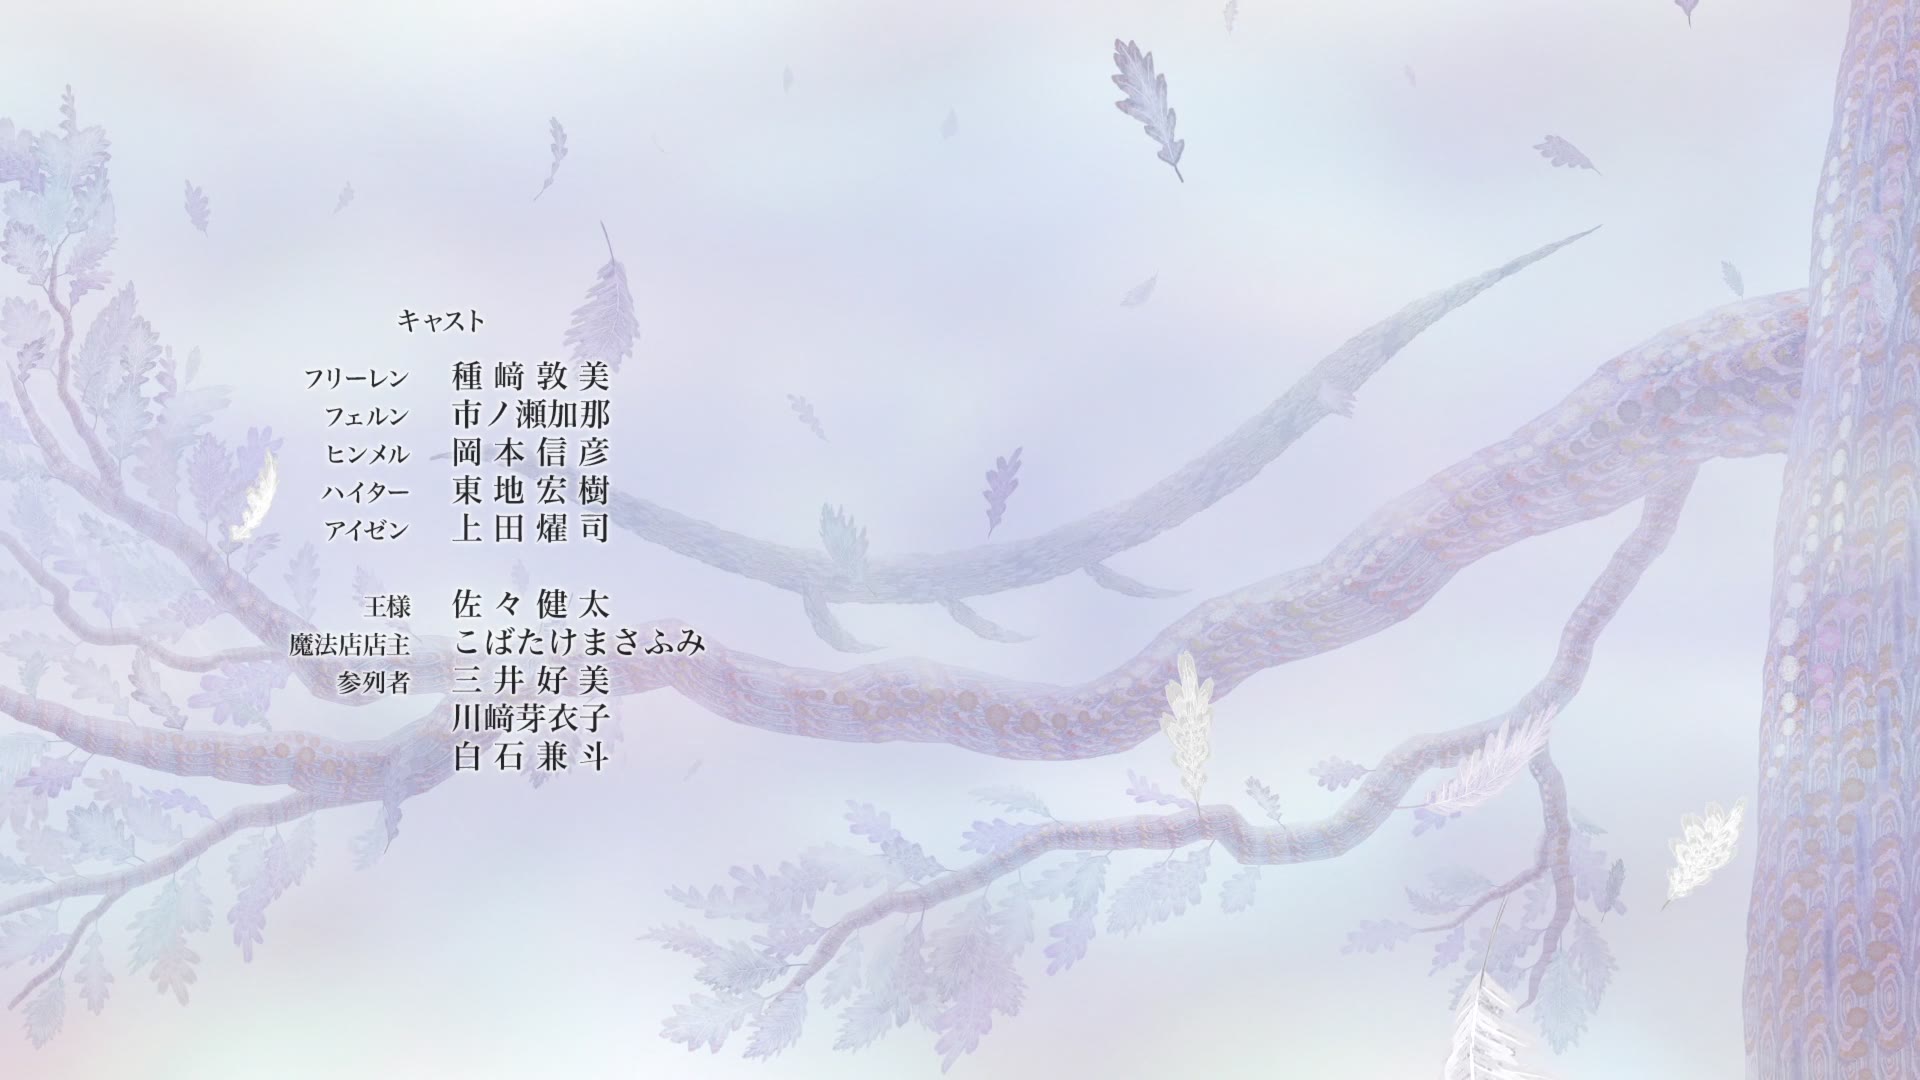 キャスト
フリーレン 種﨑敦美
フェルン 市ノ瀬加那
ヒンメル 岡本信彦
ハイター 東地宏樹
アイゼン 上田燿司
王様 佐々健太
魔法店店主 こばたけまさふみ
参列者 三井好美
川﨑芽衣子
白石兼斗